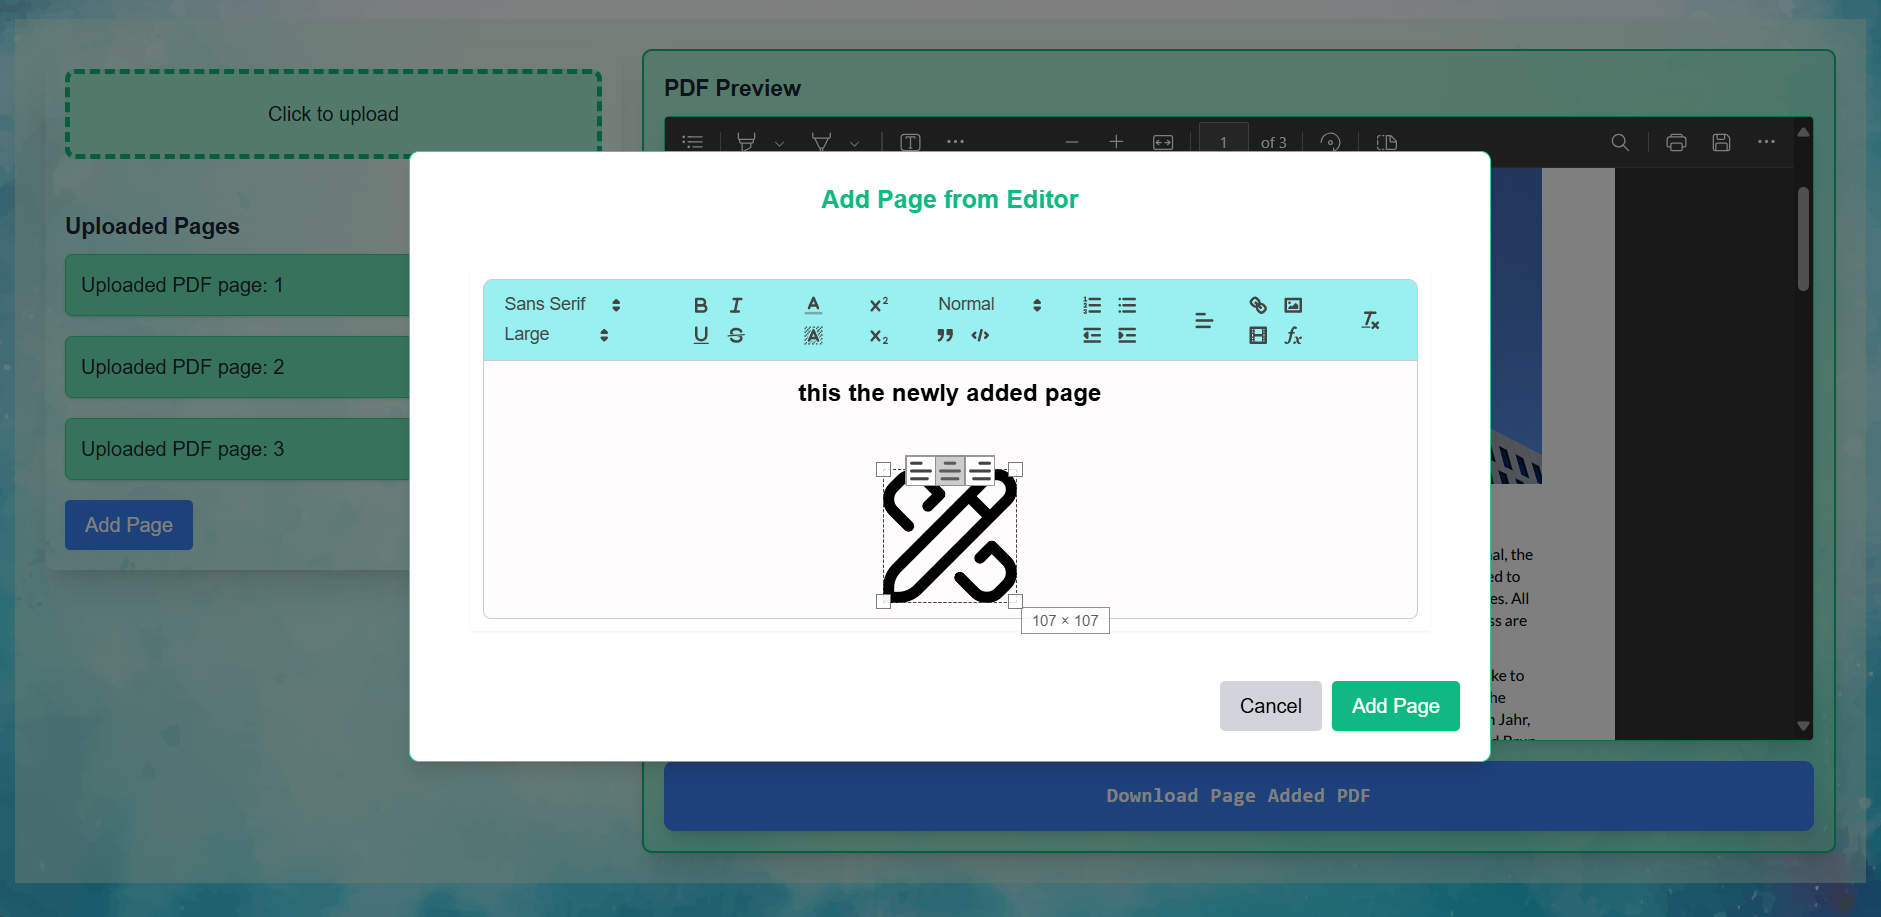 Click to upload
Uploaded Pages
Uploaded PDF page: 1
Uploaded PDF page: 2
Uploaded PDF page: 3
Add Page
PDF Preview
1 of 3
Add Page from Editor
Sans Serif
Normal
Large
this the newly added page
107 × 107
Cancel
Add Page
al, the
ed to
es. All
ss are
ke to
he
n Jahr,
Download Page Added PDF